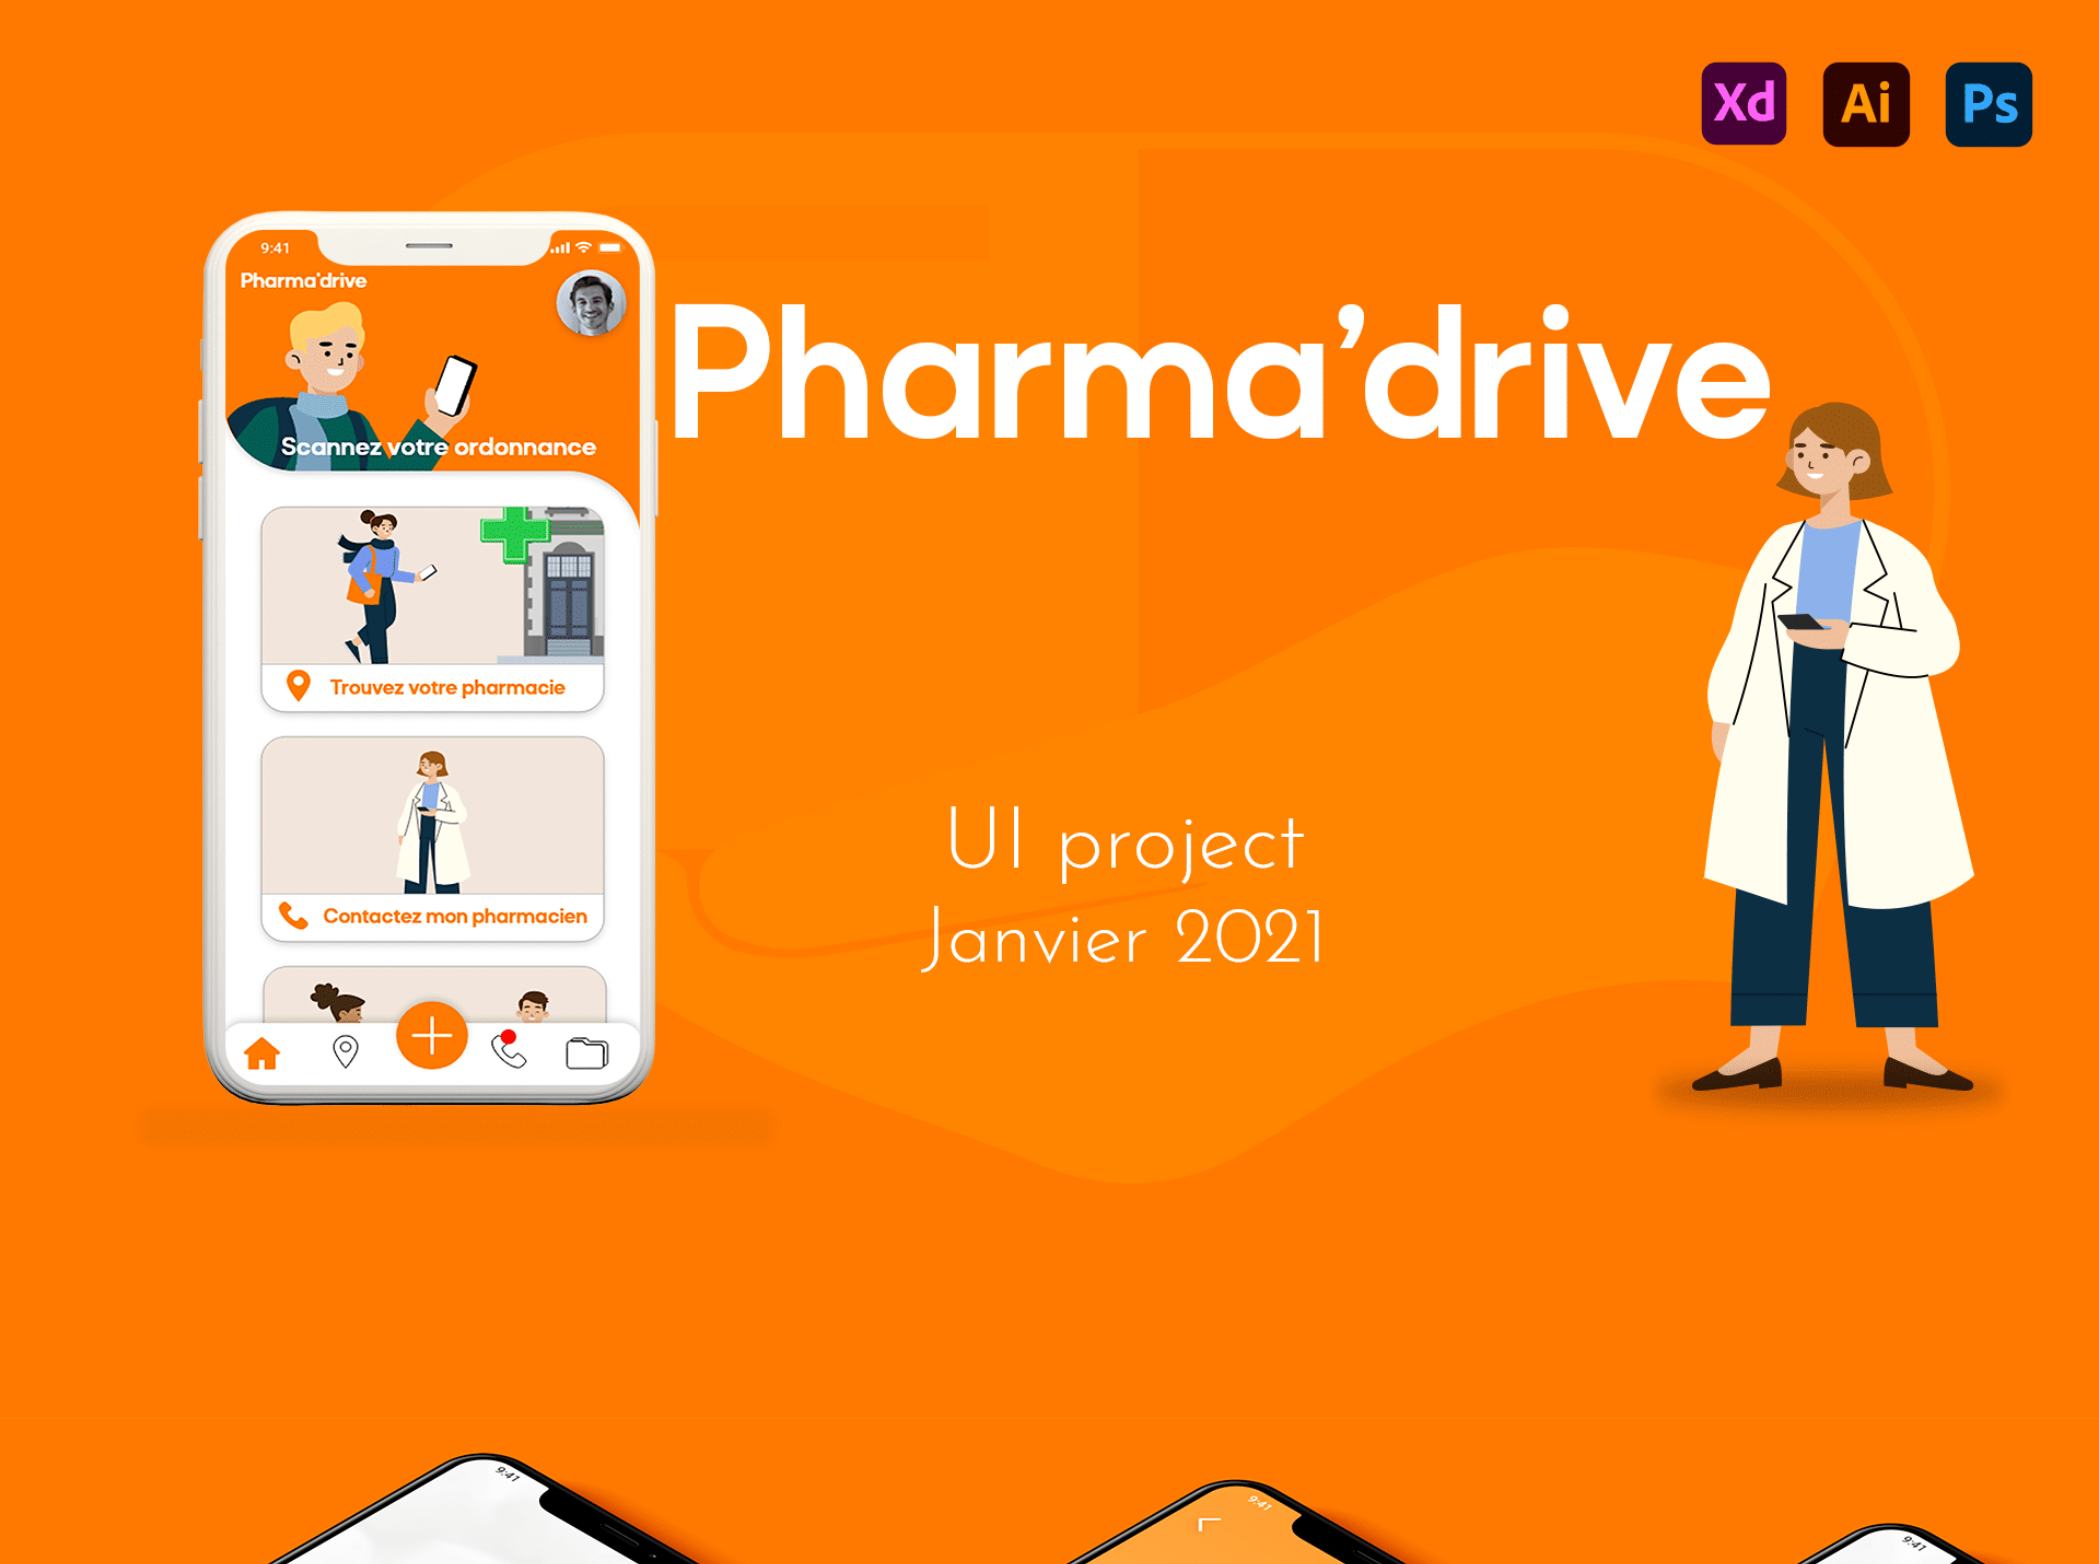 Xd Ai Ps
9:41
Pharma'drive
Pharma’drive
Scannez votre ordonnance
Trouvez votre pharmacie
Contactez mon pharmacien
UI project
Janvier 2021
9:41
9:41
9:41